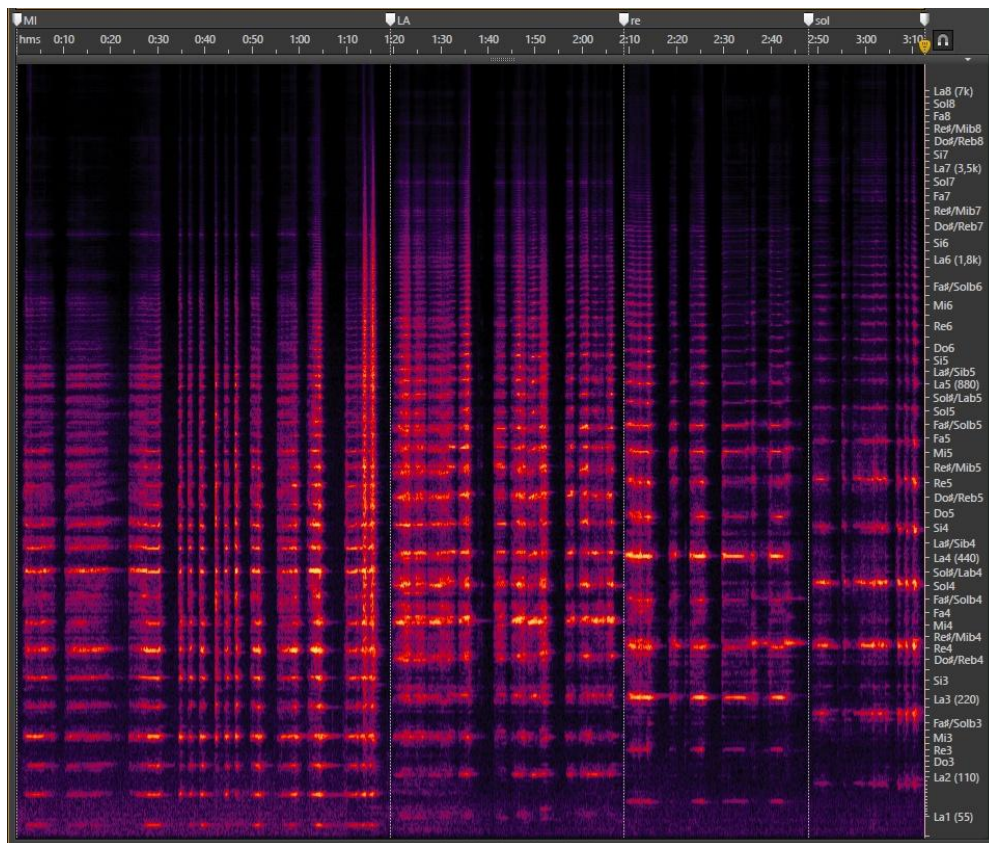 MI LA re sol
hms 0:10 0:20 0:30 0:40 0:50 1:00 1:10 1:20 1:30 1:40 1:50 2:00 2:10 2:20 2:30 2:40 2:50 3:00 3:10
La8 (7k)
Sol8
Fa8
Re#/Mib8
Do#/Reb8
Si7
La7 (3,5k)
Sol7
Fa7
Re#/Mib7
Do#/Reb7
Si6
La6 (1,8k)
Fa#/Solb6
Mi6
Re6
Do6
Si5
La#/Sib5
La5 (880)
Sol#/Lab5
Sol5
Fa#/Solb5
Fa5
Mi5
Re#/Mib5
Re5
Do#/Reb5
Do5
Si4
La#/Sib4
La4 (440)
Sol#/Lab4
Sol4
Fa#/Solb4
Fa4
Mi4
Re#/Mib4
Re4
Do#/Reb4
Si3
La3 (220)
Fa#/Solb3
Mi3
Re3
Do3
La2 (110)
La1 (55)